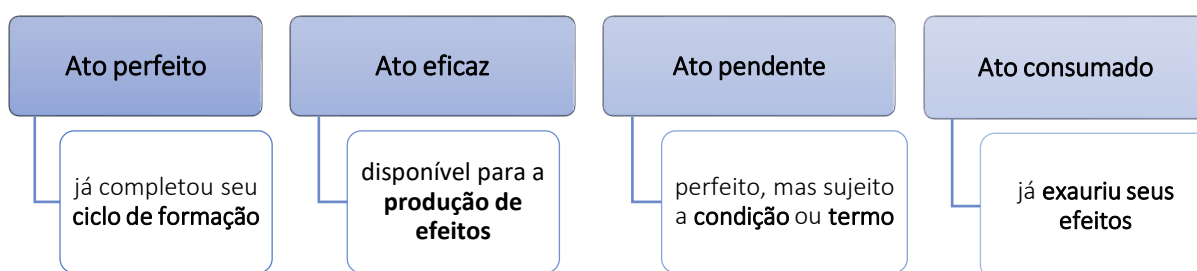 Ato perfeito
já completou seu
ciclo de formação
Ato eficaz
disponível para a
produção de
efeitos
Ato pendente
perfeito, mas sujeito
a condição ou termo
Ato consumado
já exauriu seus
efeitos